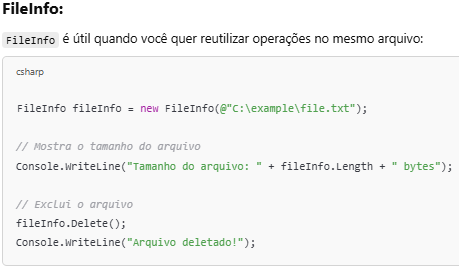 FileInfo:
FileInfo é útil quando você quer reutilizar operações no mesmo arquivo:
csharp
FileInfo fileInfo = new FileInfo(@"C:\example\file.txt");
// Mostra o tamanho do arquivo
Console.WriteLine("Tamanho do arquivo: " + fileInfo.Length + " bytes");
// Exclui o arquivo
fileInfo.Delete();
Console.WriteLine("Arquivo deletado!");